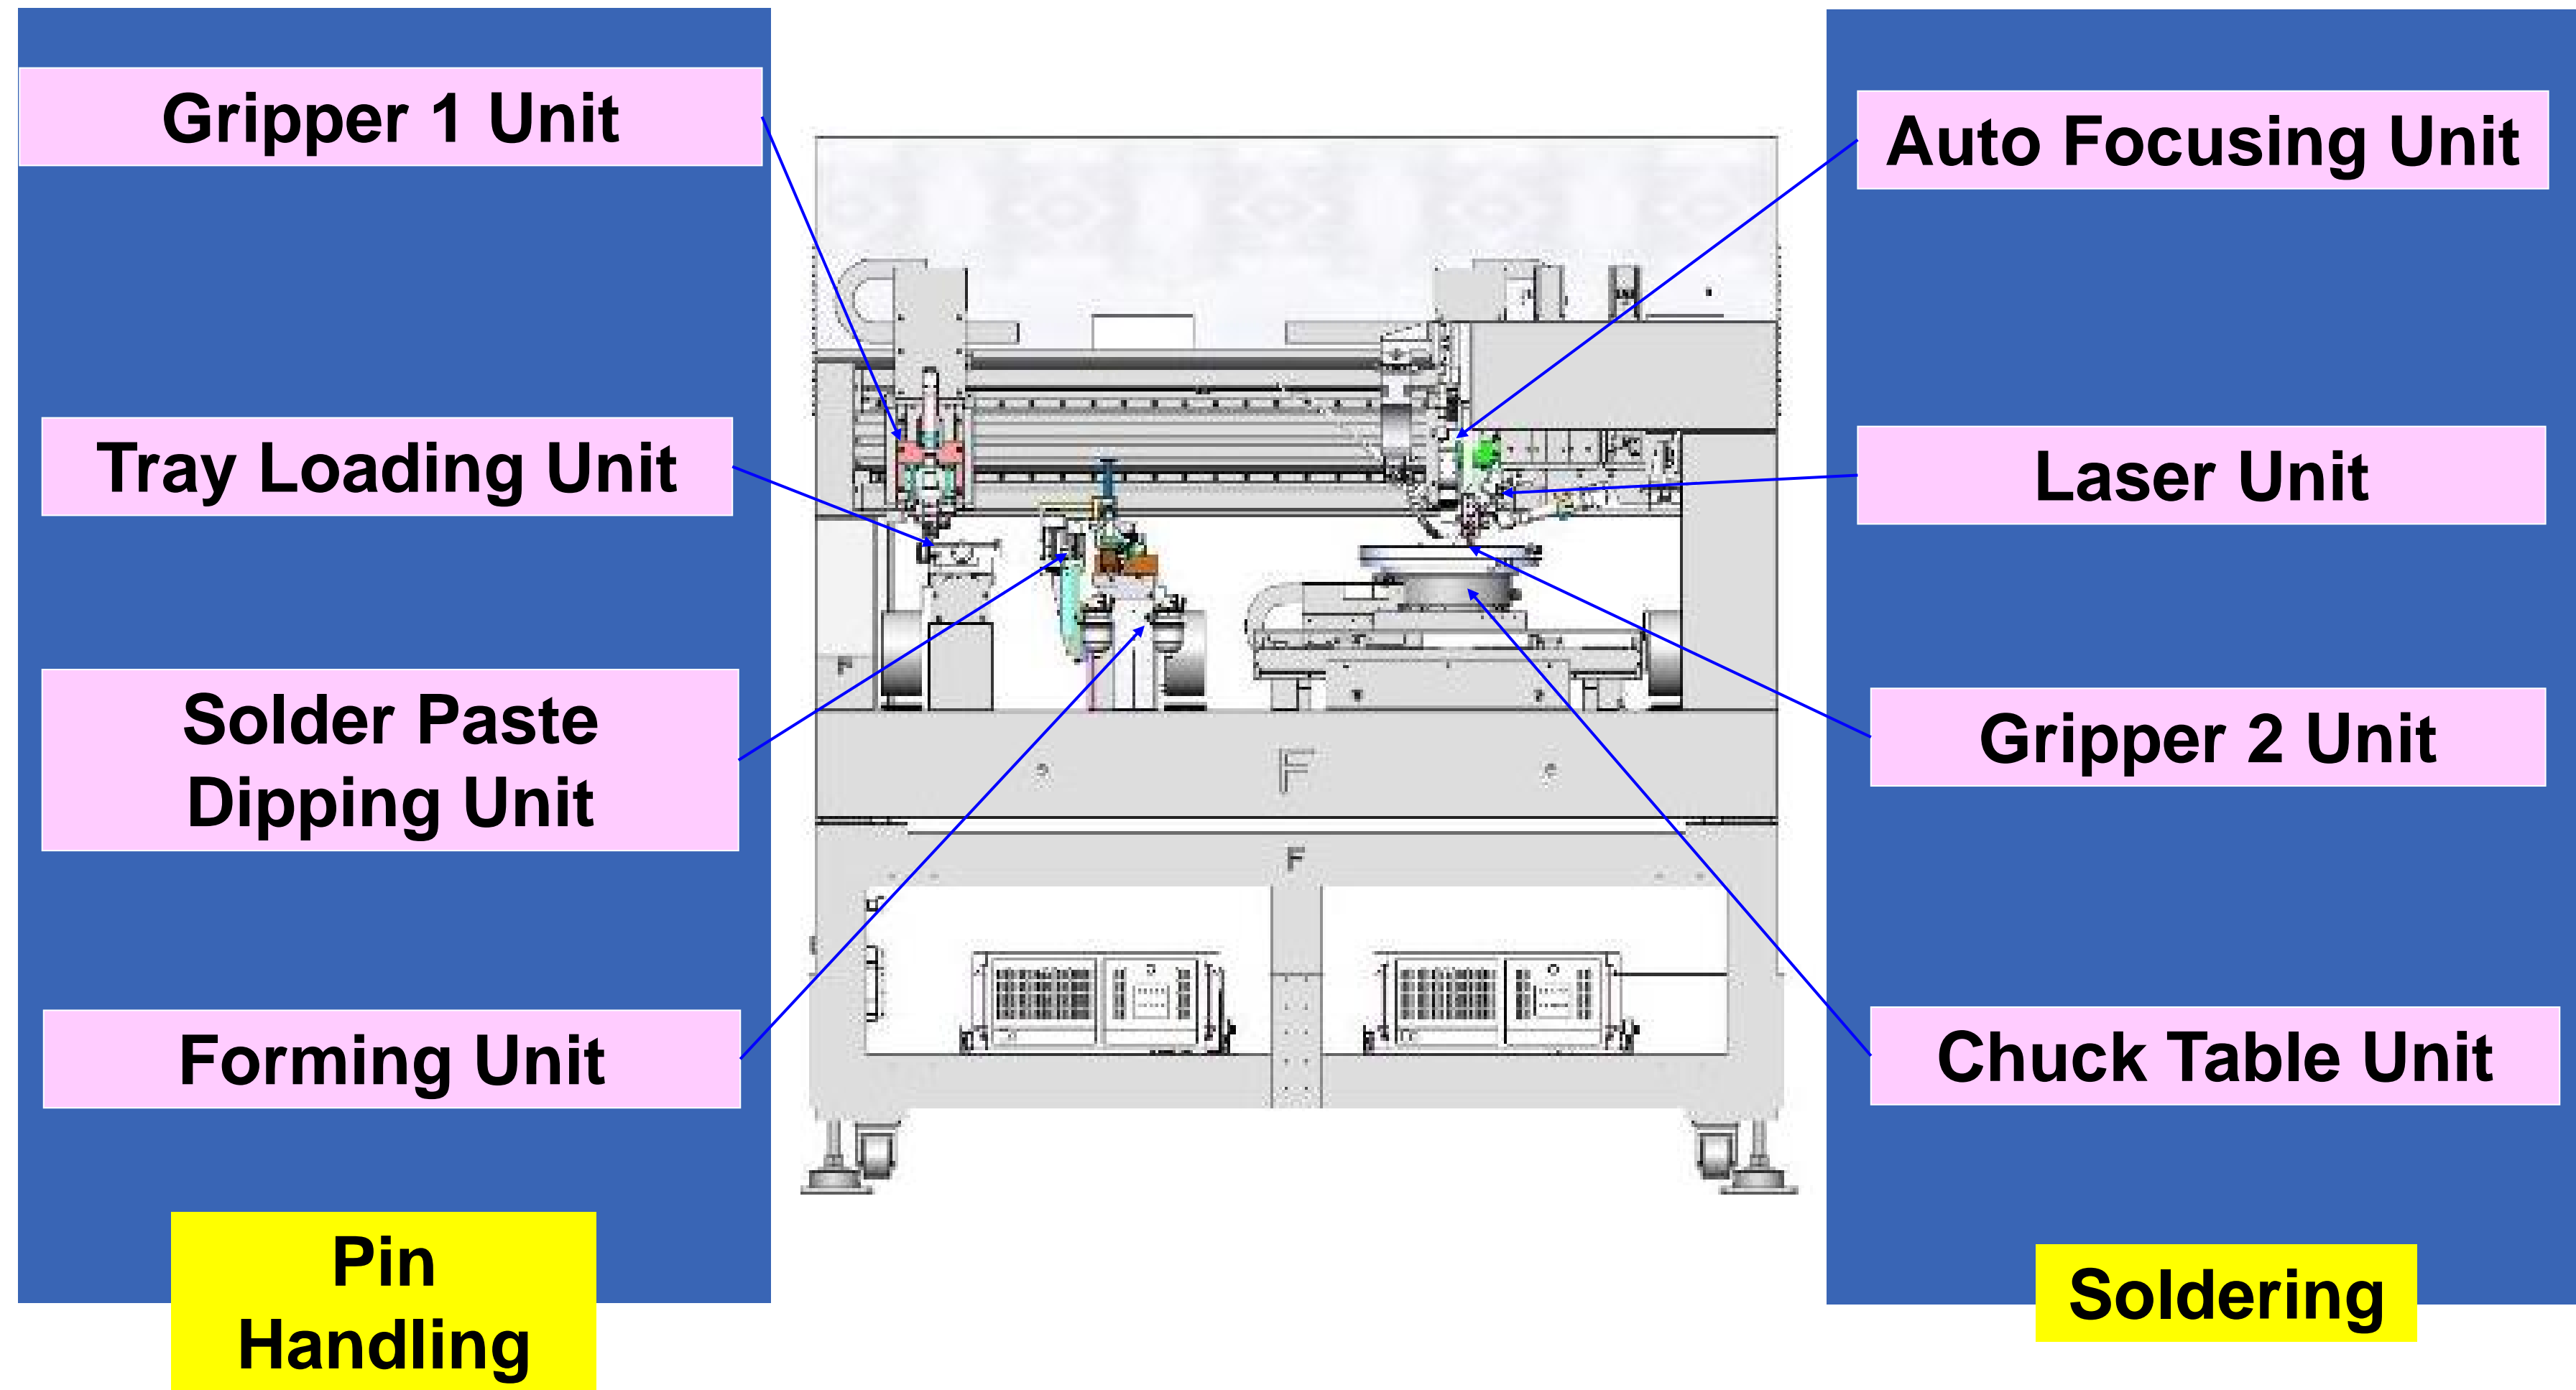 Gripper 1 Unit
Tray Loading Unit
Solder Paste
Dipping Unit
Forming Unit
Pin
Handling
F
F
Auto Focusing Unit
Laser Unit
Gripper 2 Unit
Chuck Table Unit
Soldering